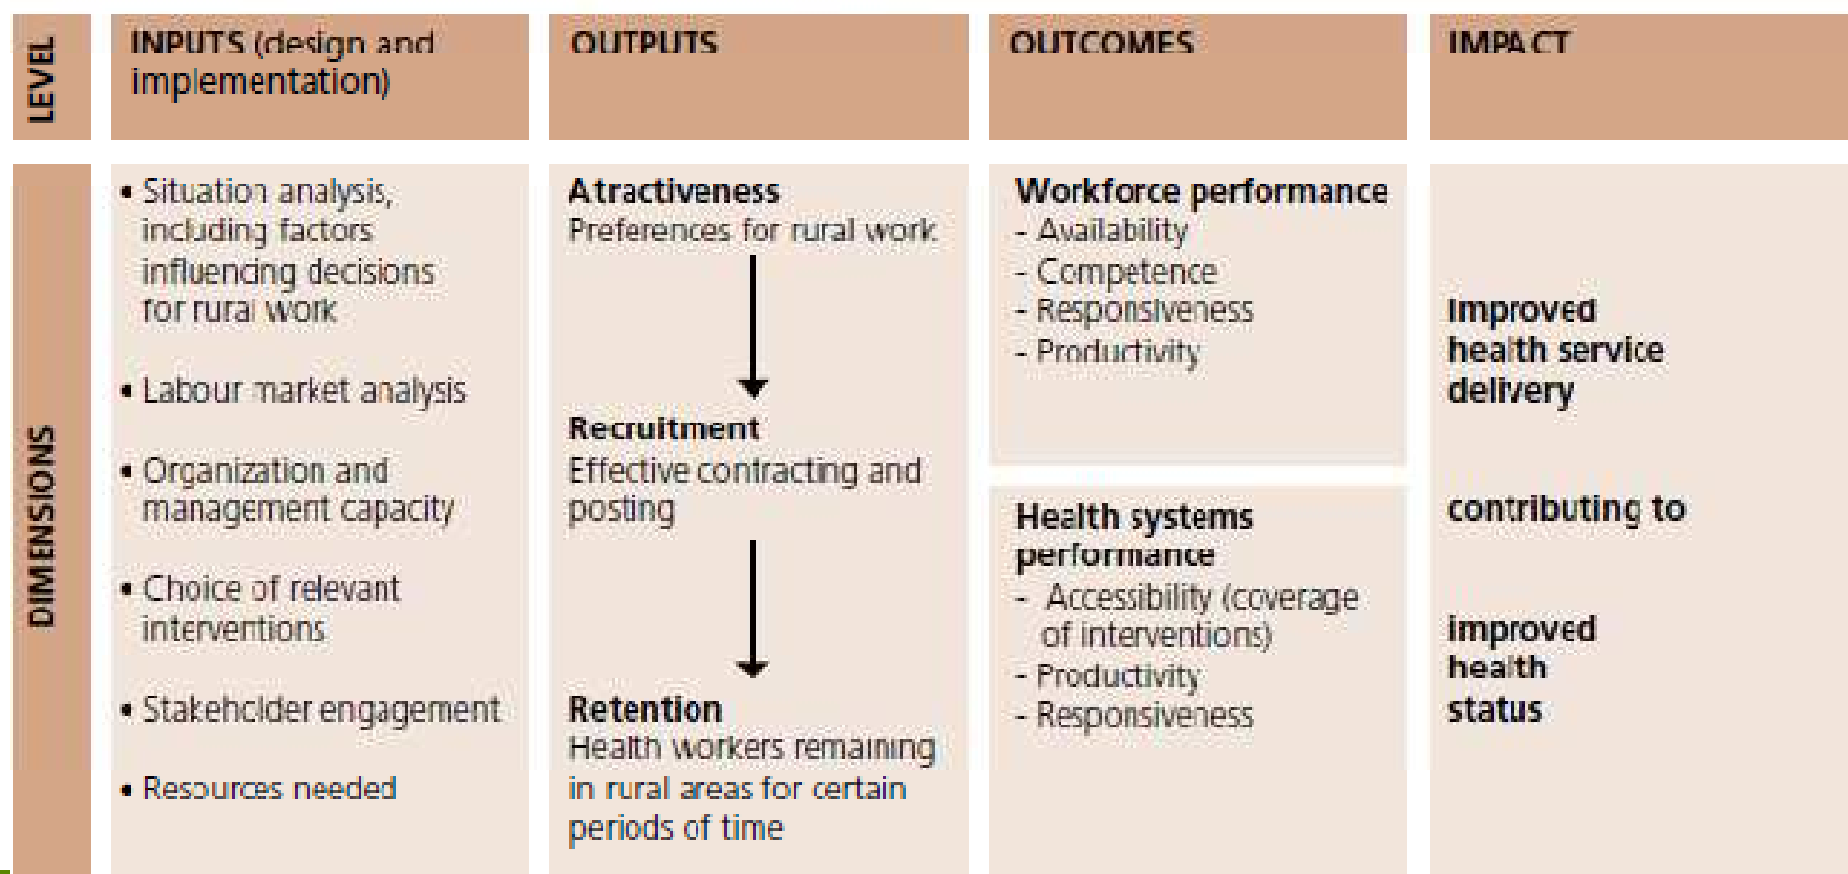 LEVEL
INPUTS (design and
implementation)
OUTPUTS
OUTCOMES
IMPACT
DIMENSIONS
• Situation analysis,
including factors
influencing decisions
for rural work
• Labour market analysis
• Organization and
management capacity
• Choice of relevant
interventions
• Stakeholder engagement
• Resources needed
Atractiveness
Preferences for rural work
Recruitment
Effective contracting and
posting
Retention
Health workers remaining
in rural areas for certain
periods of time
Workforce performance
- Availability
- Competence
- Responsiveness
- Productivity
Health systems
performance
- Accessibility (coverage
of interventions)
- Productivity
- Responsiveness
Improved
health service
delivery
contributing to
improved
health
status